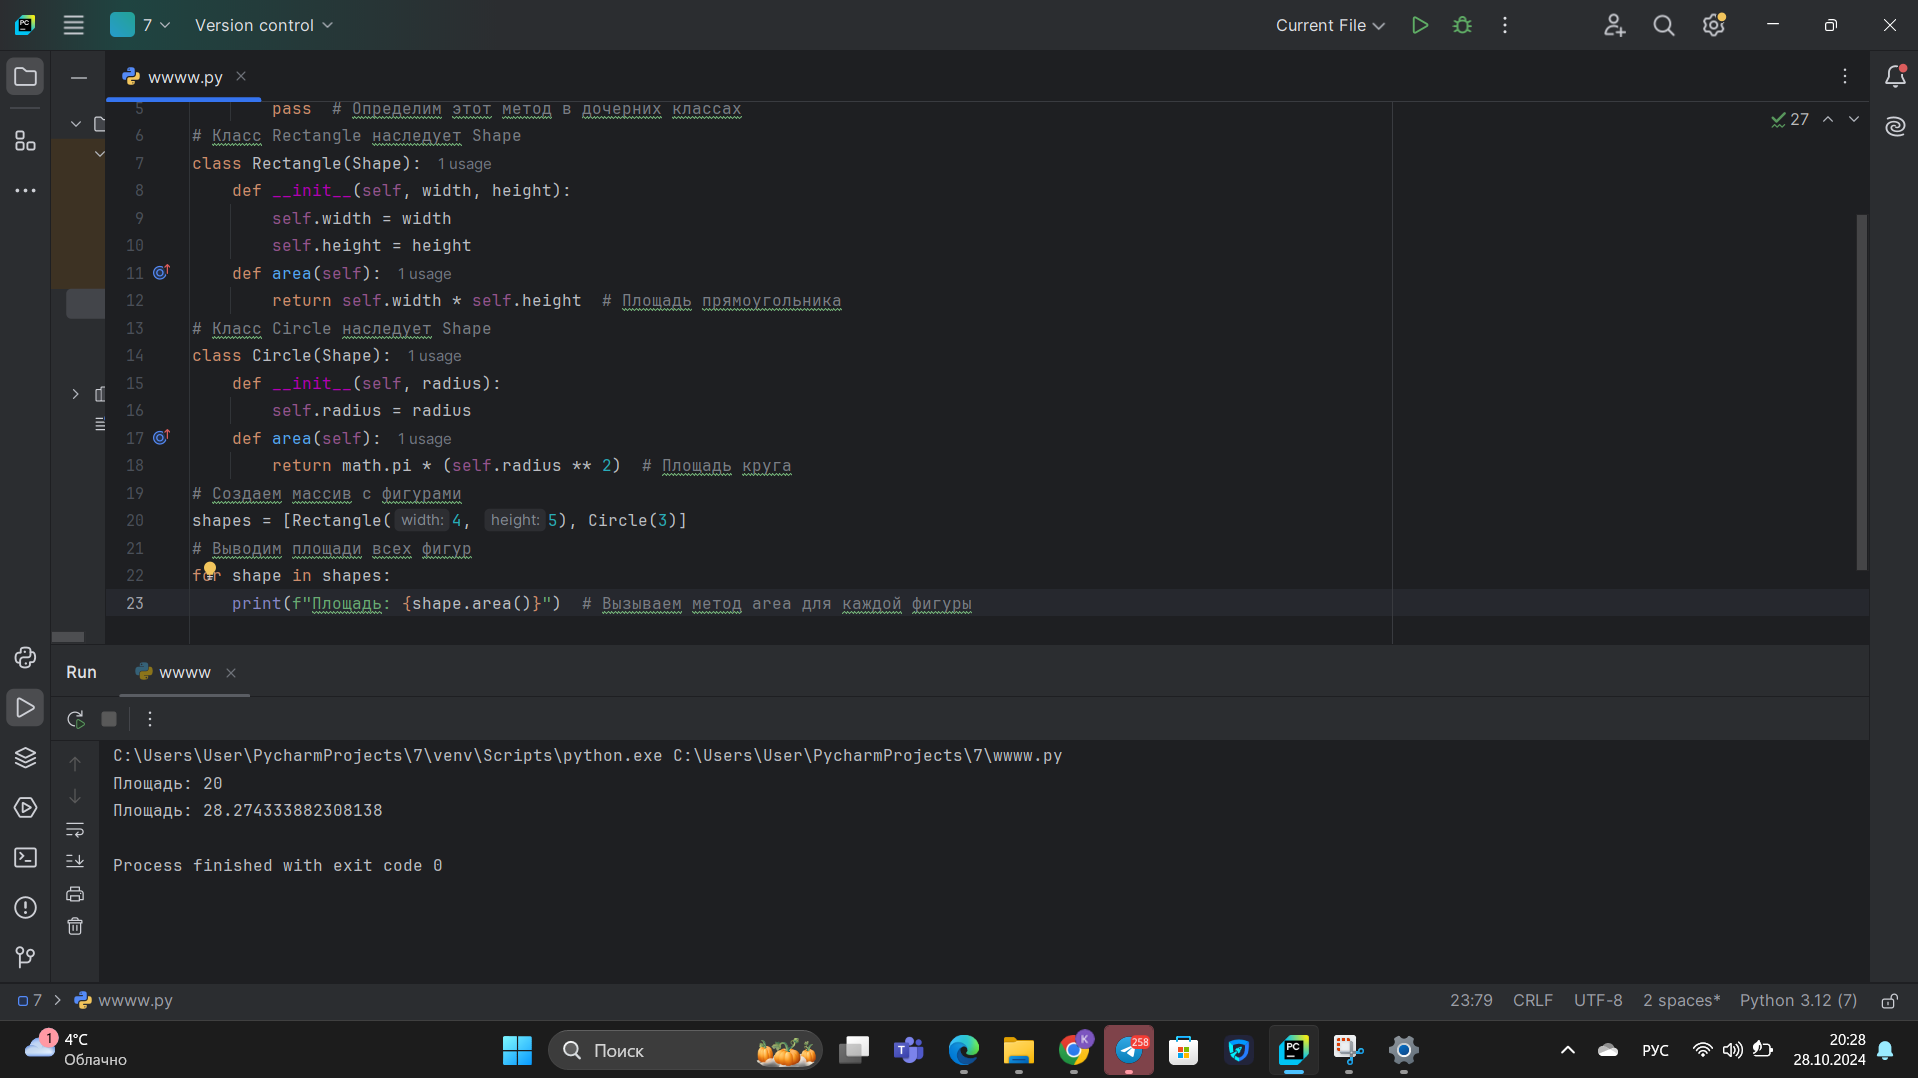 7
Version control
Current File
wwww.py
27
5 pass # Определим этот метод в дочерних классах
6 # Класс Rectangle наследует Shape
7 class Rectangle(Shape): 1 usage
8 def __init__(self, width, height):
9 self.width = width
10 self.height = height
11 def area(self): 1 usage
12 return self.width * self.height # Площадь прямоугольника
13 # Класс Circle наследует Shape
14 class Circle(Shape): 1 usage
15 def __init__(self, radius):
16 self.radius = radius
17 def area(self): 1 usage
18 return math.pi * (self.radius ** 2) # Площадь круга
19 # Создаем массив с фигурами
20 shapes = [Rectangle( width: 4, height: 5), Circle(3)]
21 # Выводим площади всех фигур
22 for shape in shapes:
23 print(f"Площадь: {shape.area()}") # Вызываем метод area для каждой фигуры
Run
wwww
C:\Users\User\PycharmProjects\7\venv\Scripts\python.exe C:\Users\User\PycharmProjects\7\wwww.py
Площадь: 20
Площадь: 28.274333882308138
Process finished with exit code 0
7 > wwww.py
23:79 CRLF UTF-8 2 spaces* Python 3.12 (7)
1
4°C
Облачно
Поиск
K
258
PC
РУС
20:28
28.10.2024